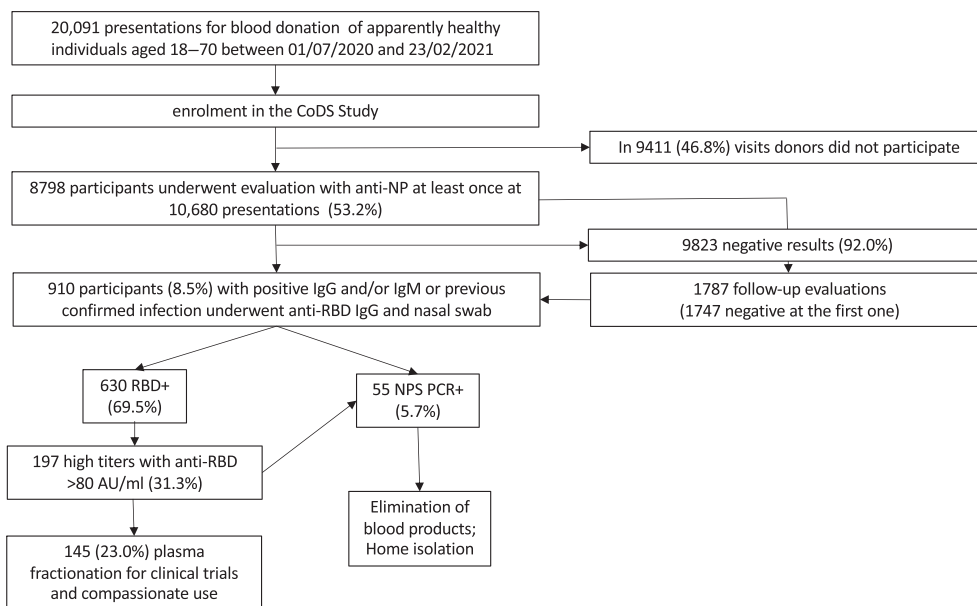 20,091 presentations for blood donation of apparently healthy
individuals aged 18–70 between 01/07/2020 and 23/02/2021
enrolment in the CoDS Study
In 9411 (46.8%) visits donors did not participate
8798 participants underwent evaluation with anti-NP at least once at
10,680 presentations (53.2%)
9823 negative results (92.0%)
910 participants (8.5%) with positive IgG and/or IgM or previous
confirmed infection underwent anti-RBD IgG and nasal swab
1787 follow-up evaluations
(1747 negative at the first one)
630 RBD+
(69.5%)
55 NPS PCR+
(5.7%)
197 high titers with anti-RBD
>80 AU/ml (31.3%)
Elimination of
blood products;
Home isolation
145 (23.0%) plasma
fractionation for clinical trials
and compassionate use